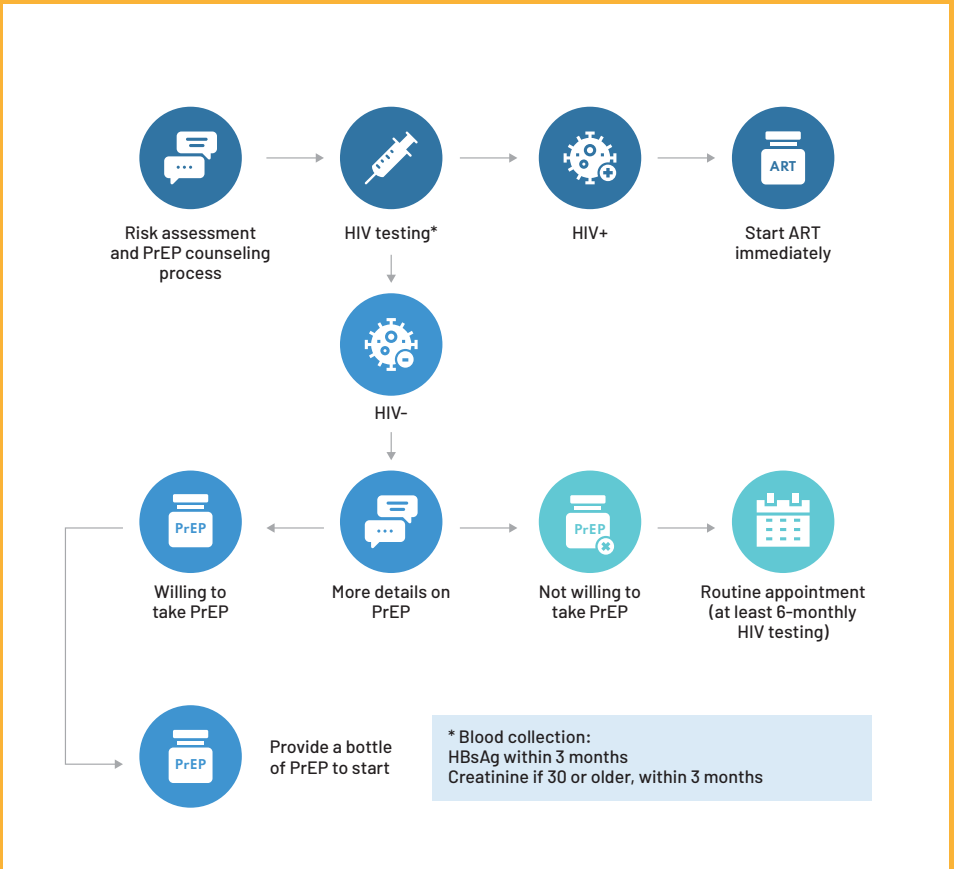 ART
Risk assessment
and PrEP counseling
process
HIV testing*
HIV+
Start ART
immediately
HIV-
PrEP
PrEP
Willing to
take PrEP
More details on
PrEP
Not willing to
take PrEP
Routine appointment
(at least 6-monthly
HIV testing)
PrEP
Provide a bottle
of PrEP to start
* Blood collection:
HBsAg within 3 months
Creatinine if 30 or older, within 3 months